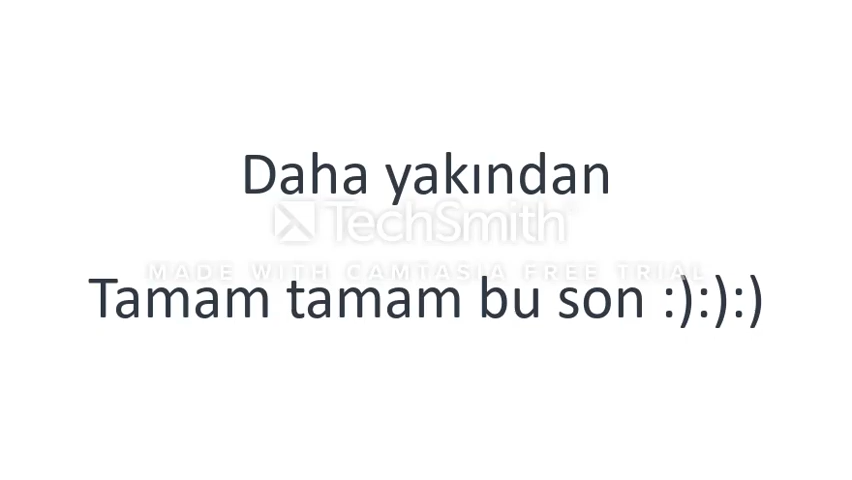 Daha yakından
TechSmith
MADE WITH CAMTASIA FREE TRIAL
Tamam tamam bu son :):):)